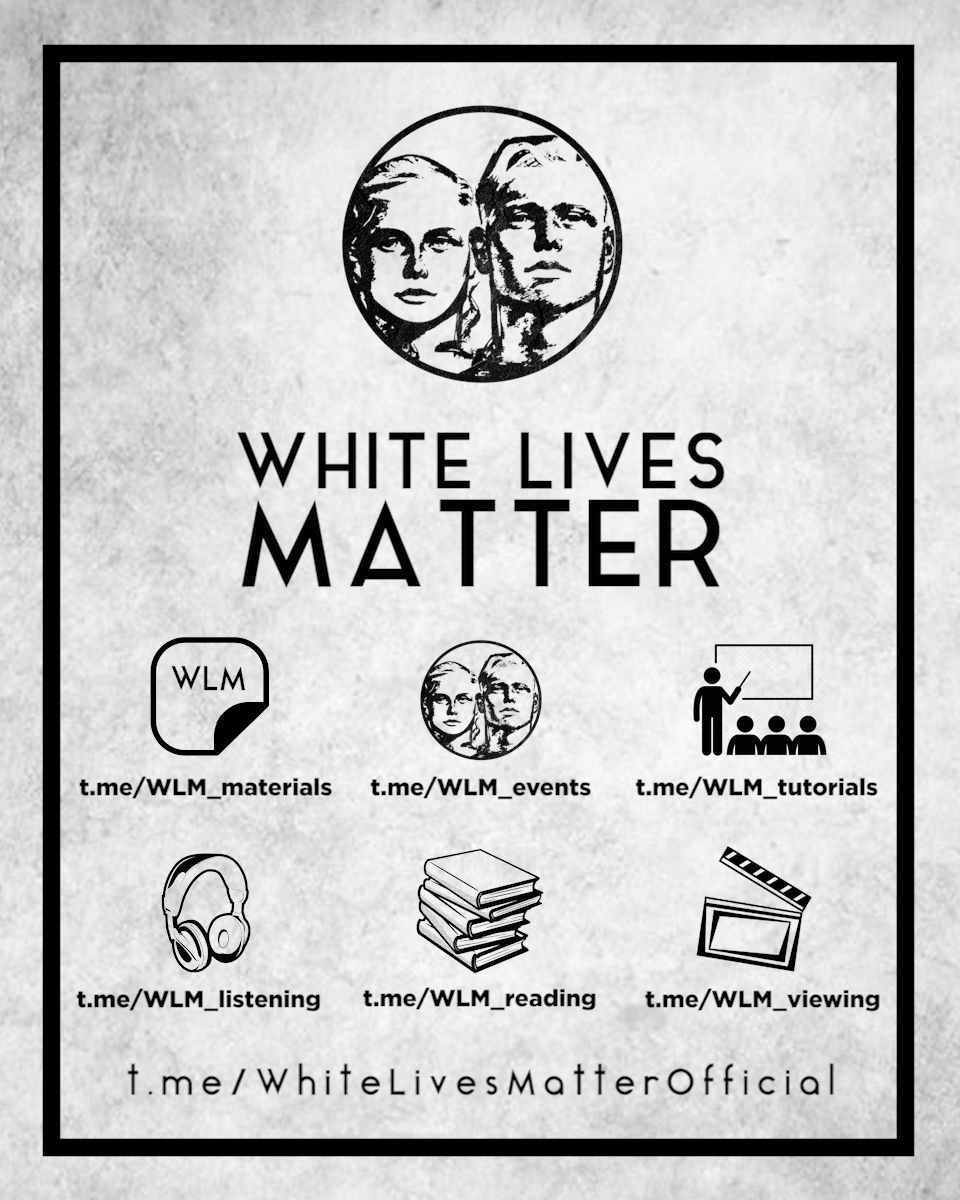 WHITE LIVES
MATTER
WLM
t.me/WLM_materials
t.me/WLM_events
t.me/WLM_tutorials
t.me/WLM_listening
t.me/WLM_reading
t.me/WLM_viewing
t.me/WhiteLivesMatterOfficial